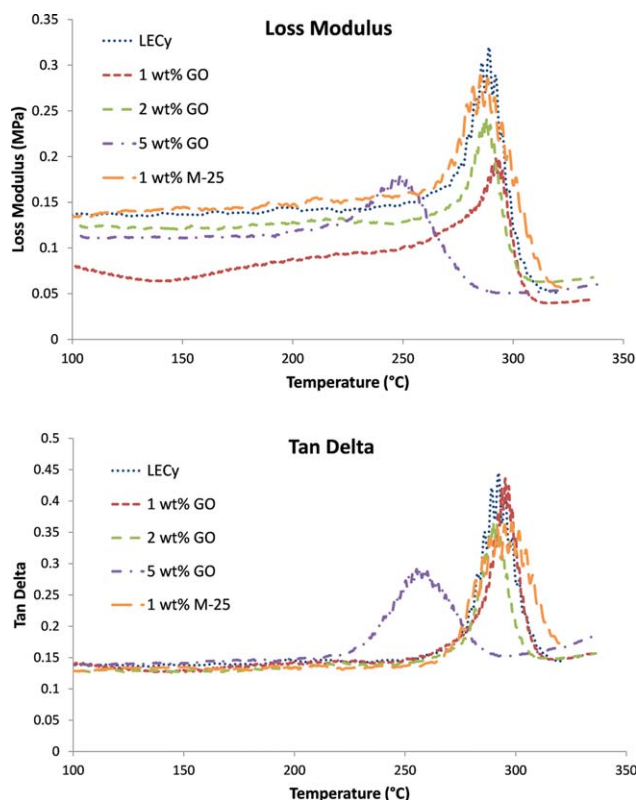 Loss Modulus
0.35
0.3
0.25
0.2
0.15
0.1
0.05
0
Loss Modulus (MPa)
LECy
1 wt% GO
2 wt% GO
5 wt% GO
1 wt% M-25
100 150 200 250 300 350
Temperature (°C)
Tan Delta
0.5
0.45
0.4
0.35
0.3
0.25
0.2
0.15
0.1
0.05
0
Tan Delta
LECy
1 wt% GO
2 wt% GO
5 wt% GO
1 wt% M-25
100 150 200 250 300 350
Temperature (°C)